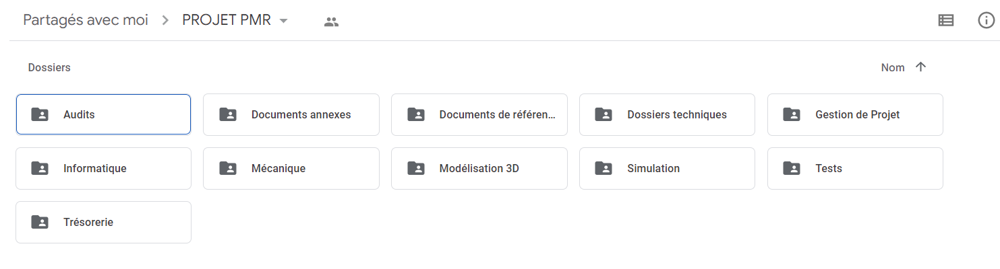 Partagés avec moi > PROJET PMR
Dossiers Nom
Audits Documents annexes Documents de référen... Dossiers techniques Gestion de Projet
Informatique Mécanique Modélisation 3D Simulation Tests
Trésorerie